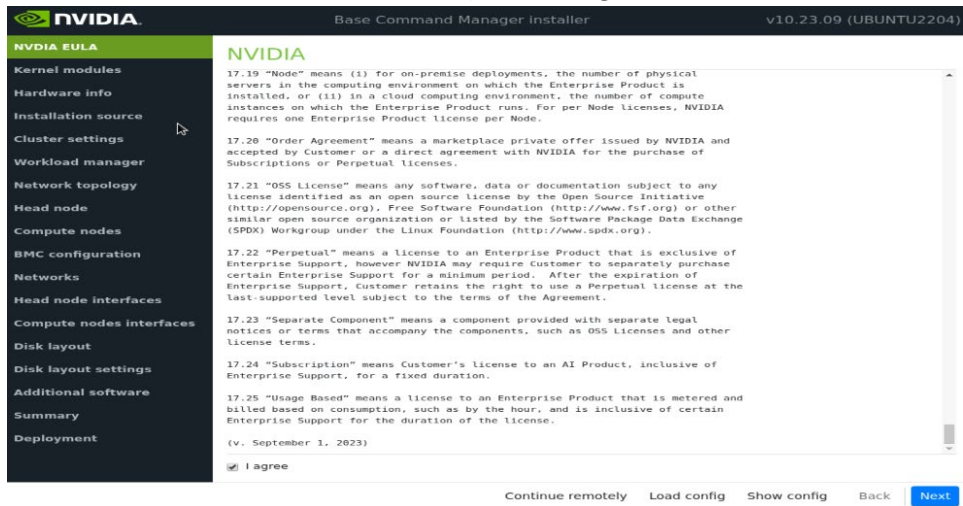 NVIDIA.
Base Command Manager installer
v10.23.09 (UBUNTU2204)
NVDIA EULA
Kernel modules
Hardware info
Installation source
Cluster settings
Workload manager
Network topology
Head node
Compute nodes
BMC configuration
Networks
Head node interfaces
Compute nodes interfaces
Disk layout
Disk layout settings
Additional software
Summary
Deployment
NVIDIA
17.19 “Node” means (i) for on-premise deployments, the number of physical
servers in the computing environment on which the Enterprise Product is
installed, or (ii) in a cloud computing environment, the number of compute
instances on which the Enterprise Product runs. For per Node licenses, NVIDIA
requires one Enterprise Product license per Node.
17.20 “Order Agreement” means a marketplace private offer issued by NVIDIA and
accepted by Customer or a direct agreement with NVIDIA for the purchase of
Subscriptions or Perpetual licenses.
17.21 “OSS License” means any software, data or documentation subject to any
license identified as an open source license by the Open Source Initiative
(http://opensource.org), Free Software Foundation (http://www.fsf.org) or other
similar open source organization or listed by the Software Package Data Exchange
(SPDX) Workgroup under the Linux Foundation (http://www.spdx.org).
17.22 “Perpetual” means a license to an Enterprise Product that is exclusive of
Enterprise Support, however NVIDIA may require Customer to separately purchase
certain Enterprise Support for a minimum period. After the expiration of
Enterprise Support, Customer retains the right to use a Perpetual license at the
last-supported level subject to the terms of the Agreement.
17.23 “Separate Component” means a component provided with separate legal
notices or terms that accompany the components, such as OSS Licenses and other
license terms.
17.24 “Subscription” means Customer’s license to an AI Product, inclusive of
Enterprise Support, for a fixed duration.
17.25 “Usage Based” means a license to an Enterprise Product that is metered and
billed based on consumption, such as by the hour, and is inclusive of certain
Enterprise Support for the duration of the license.
(v. September 1, 2023)
I agree
Continue remotely
Load config
Show config
Back
Next